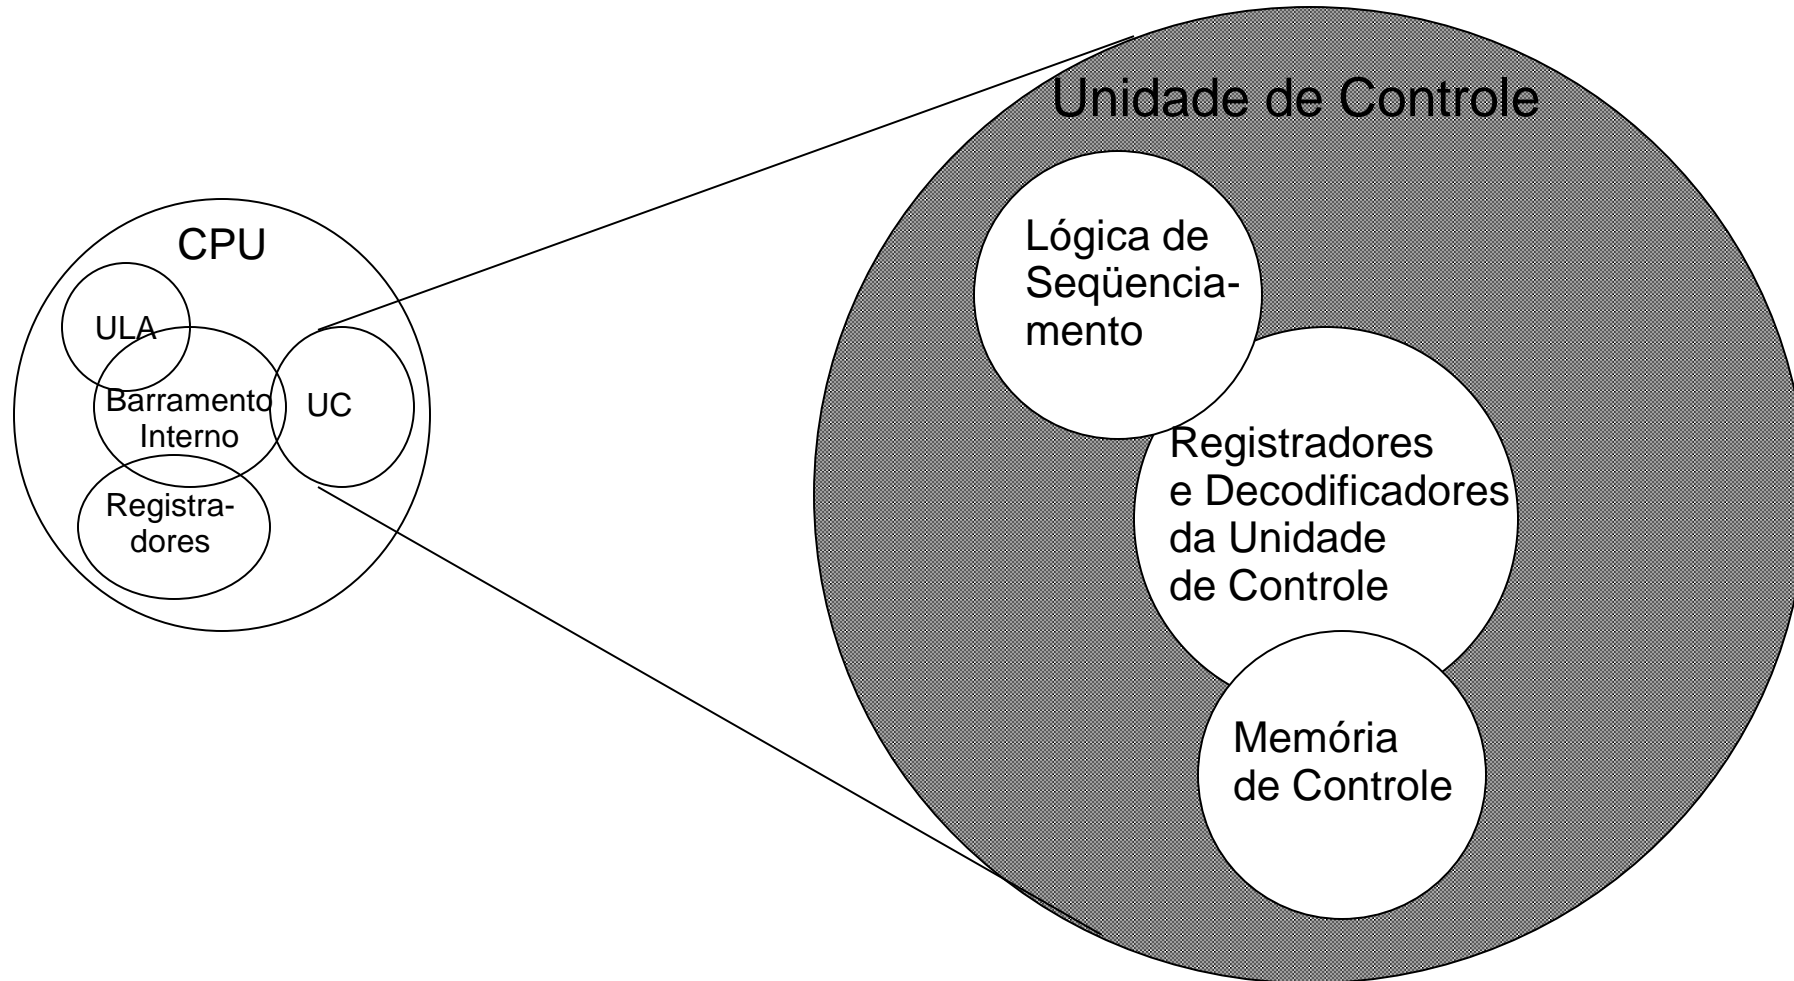 CPU
ULA
Barramento
Interno
UC
Registra-
dores
Unidade de Controle
Lógica de
Seqüencia-
mento
Registradores
e Decodificadores
da Unidade
de Controle
Memória
de Controle